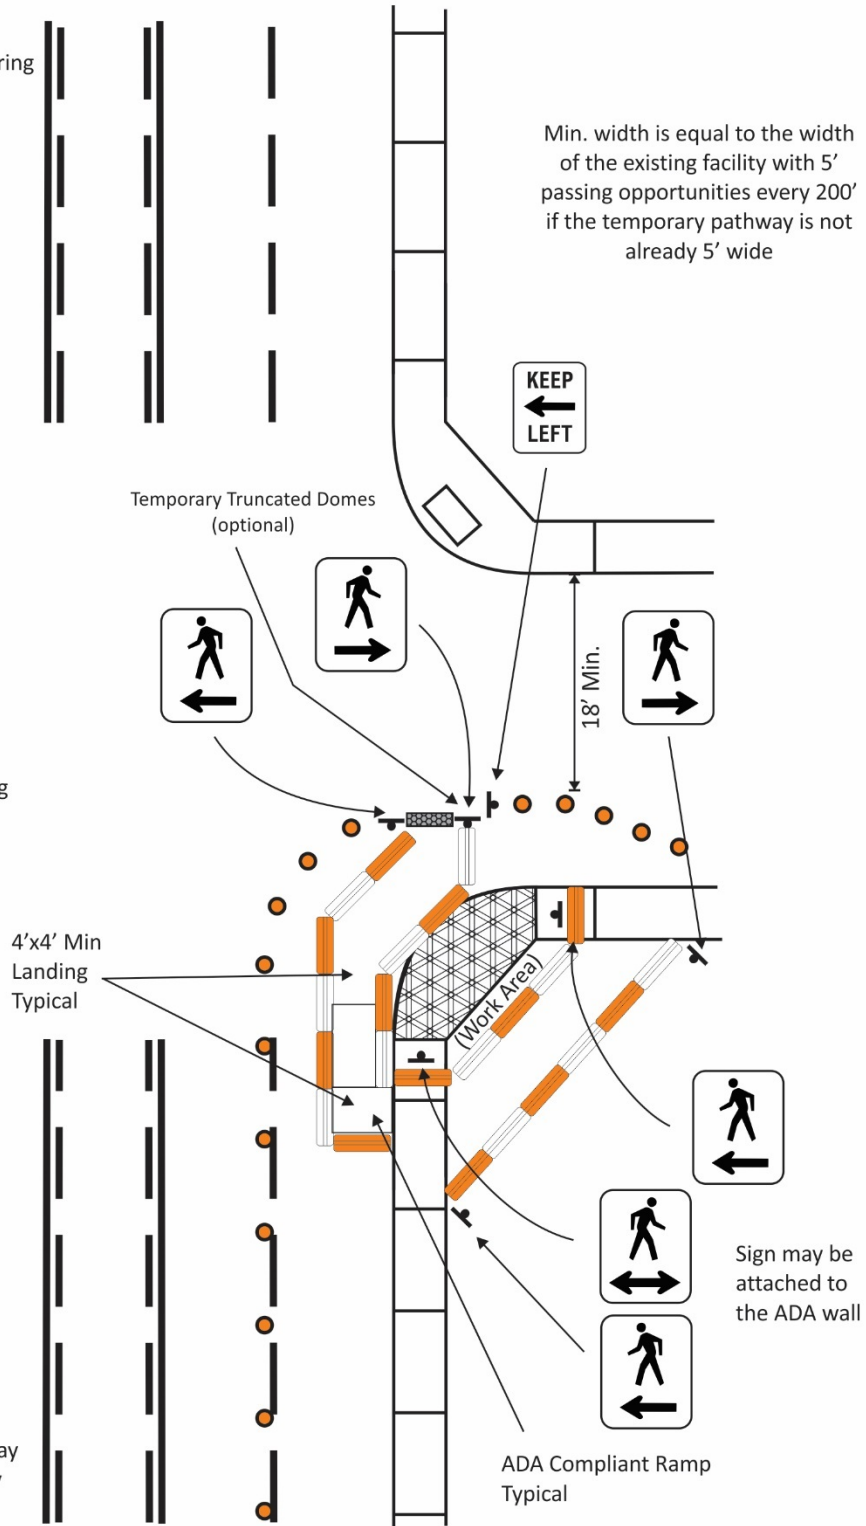 ring
Min. width is equal to the width
of the existing facility with 5’
passing opportunities every 200’
if the temporary pathway is not
already 5’ wide
KEEP
LEFT
Temporary Truncated Domes
(optional)
18’ Min.
g
4’x4’ Min
Landing
Typical
(Work Area)
Sign may be
attached to
the ADA wall
ay
ADA Compliant Ramp
Typical